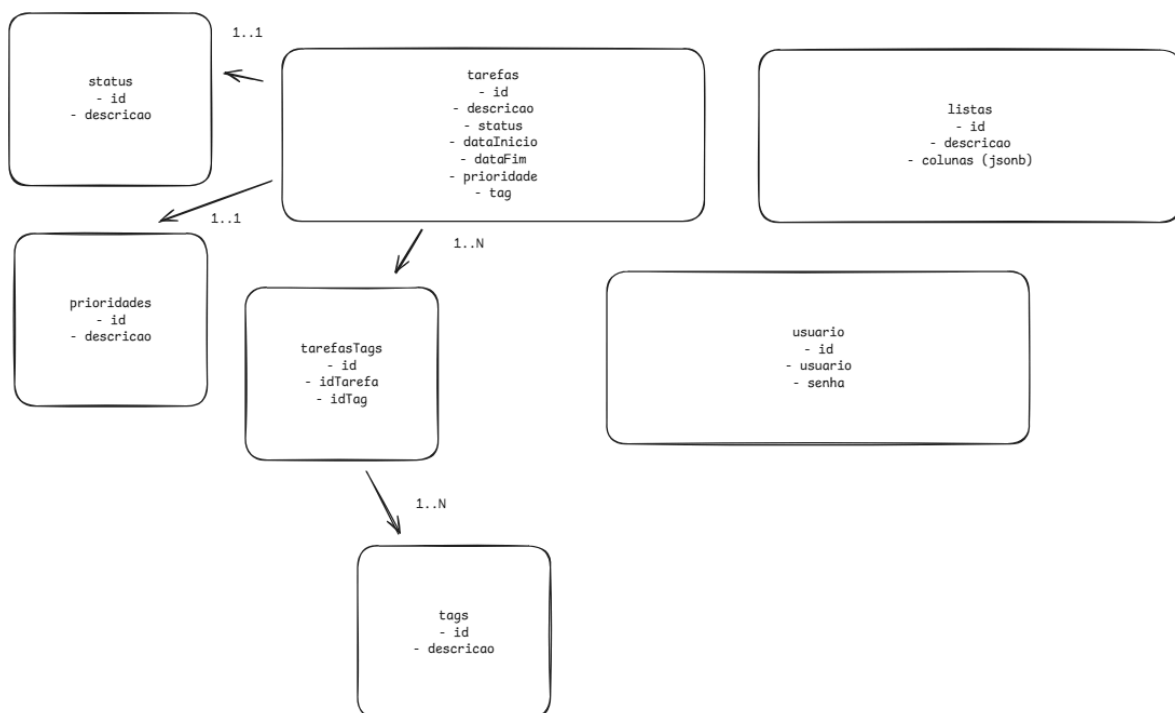 1..1
status
- id
- descricao
tarefas
- id
- descricao
- status
- dataInicio
- dataFim
- prioridade
- tag
listas
- id
- descricao
- colunas (jsonb)
1..1
1..N
prioridades
- id
- descricao
tarefasTags
- id
- idTarefa
- idTag
usuario
- id
- usuario
- senha
1..N
tags
- id
- descricao